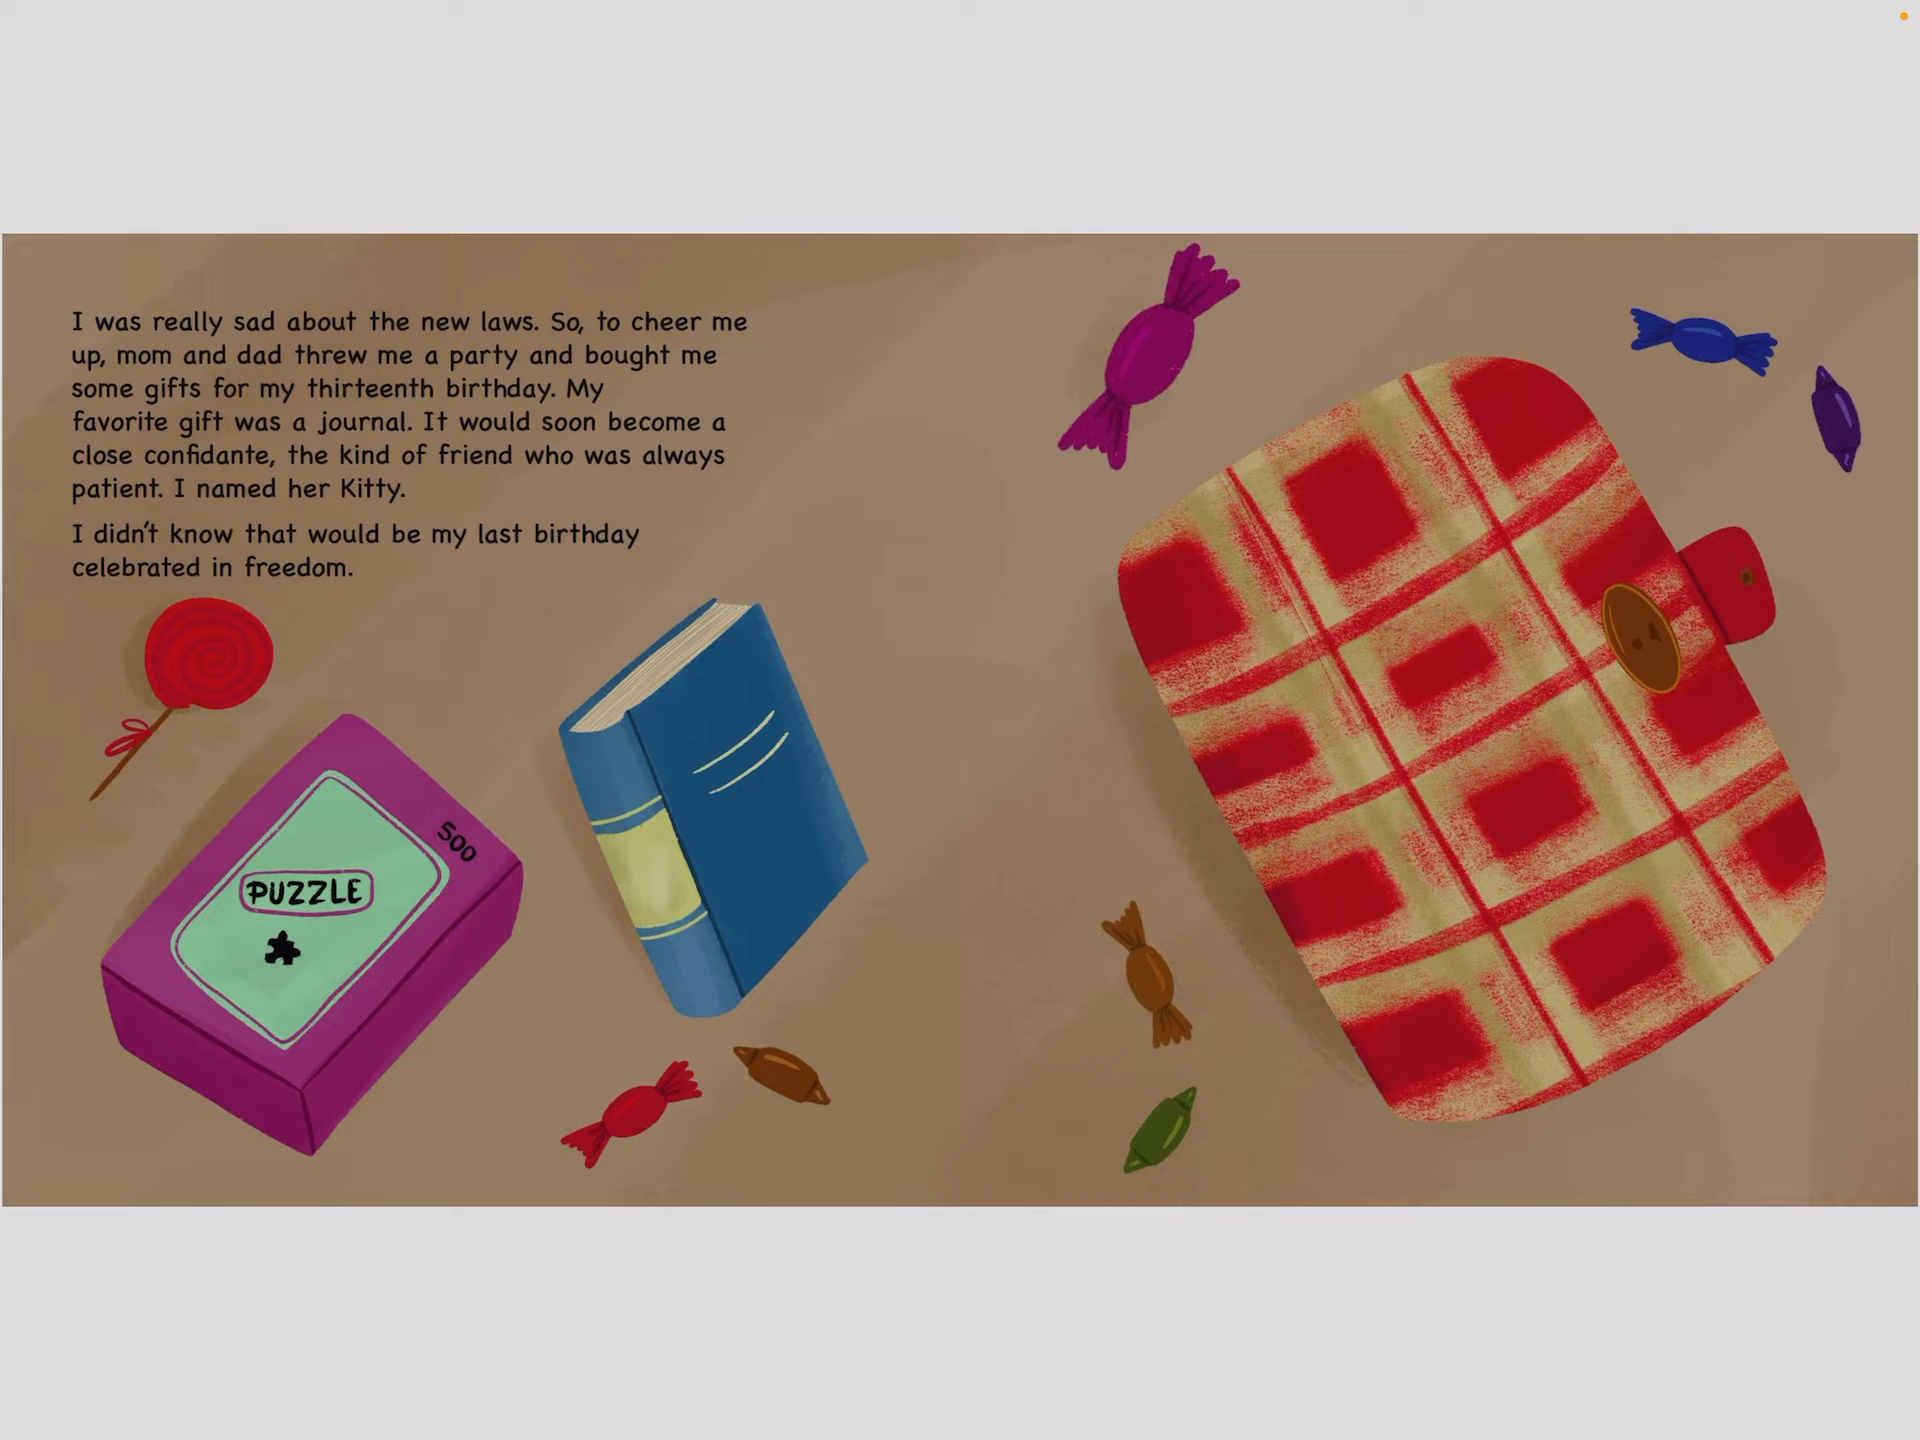 I was really sad about the new laws. So, to cheer me
up, mom and dad threw me a party and bought me
some gifts for my thirteenth birthday. My
favorite gift was a journal. It would soon become a
close confidante, the kind of friend who was always
patient. I named her Kitty.
I didn't know that would be my last birthday
celebrated in freedom.
500
PUZZLE